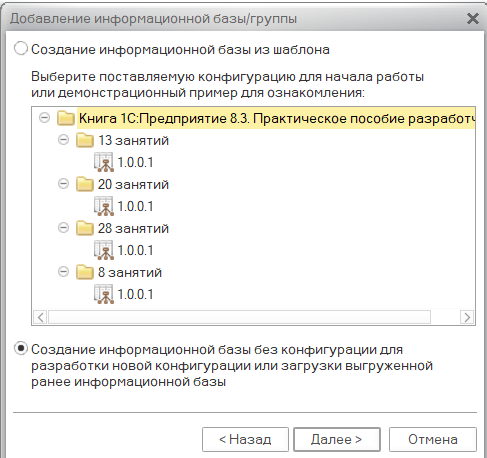 Добавление информационной базы/группы
Создание информационной базы из шаблона
Выберите поставляемую конфигурацию для начала работы
или демонстрационный пример для ознакомления:
Книга 1С:Предприятие 8.3. Практическое пособие разработч
13 занятий
1.0.0.1
20 занятий
1.0.0.1
28 занятий
1.0.0.1
8 занятий
1.0.0.1
Создание информационной базы без конфигурации для
разработки новой конфигурации или загрузки выгруженной
ранее информационной базы
< Назад Далее > Отмена